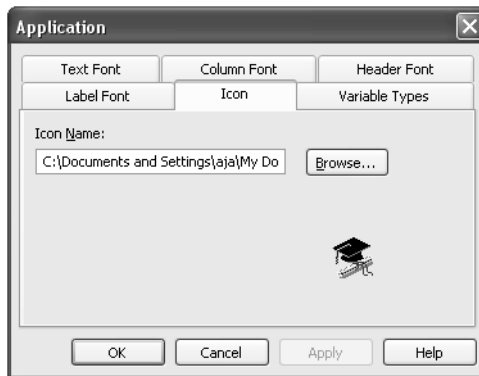 Application
Text Font Column Font Header Font
Label Font Icon Variable Types
Icon Name:
C:\Documents and Settings\aja\My Do Browse...
OK Cancel Apply Help